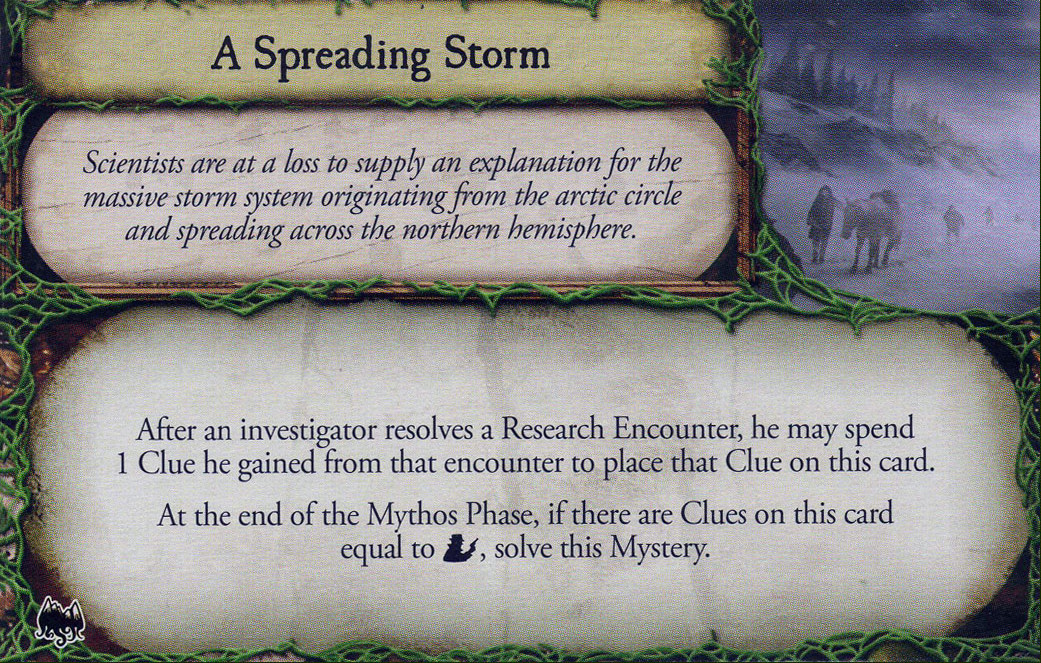 A Spreading Storm
Scientists are at a loss to supply an explanation for the
massive storm system originating from the arctic circle
and spreading across the northern hemisphere.
After an investigator resolves a Research Encounter, he may spend
1 Clue he gained from that encounter to place that Clue on this card.
At the end of the Mythos Phase, if there are Clues on this card
equal to , solve this Mystery.